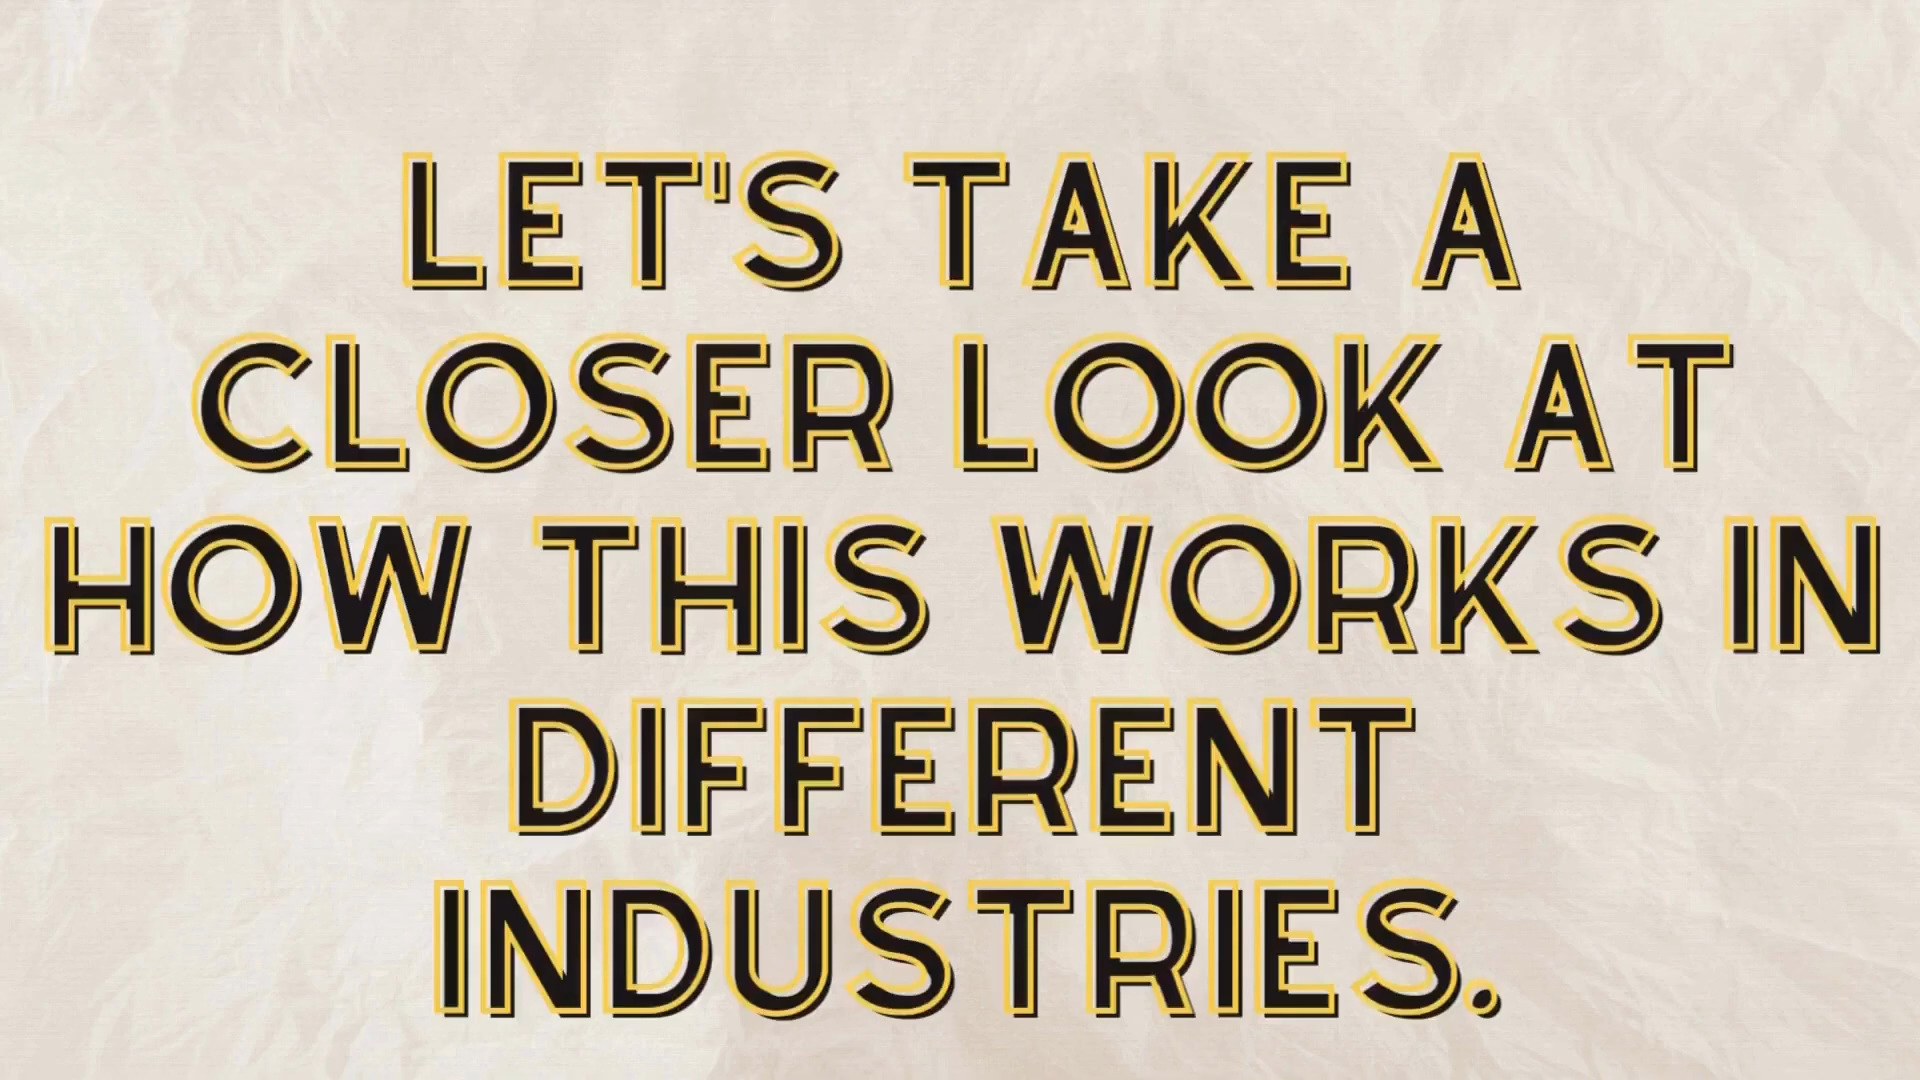 LET'S TAKE A
CLOSER LOOK AT
HOW THIS WORKS IN
DIFFERENT
INDUSTRIES.